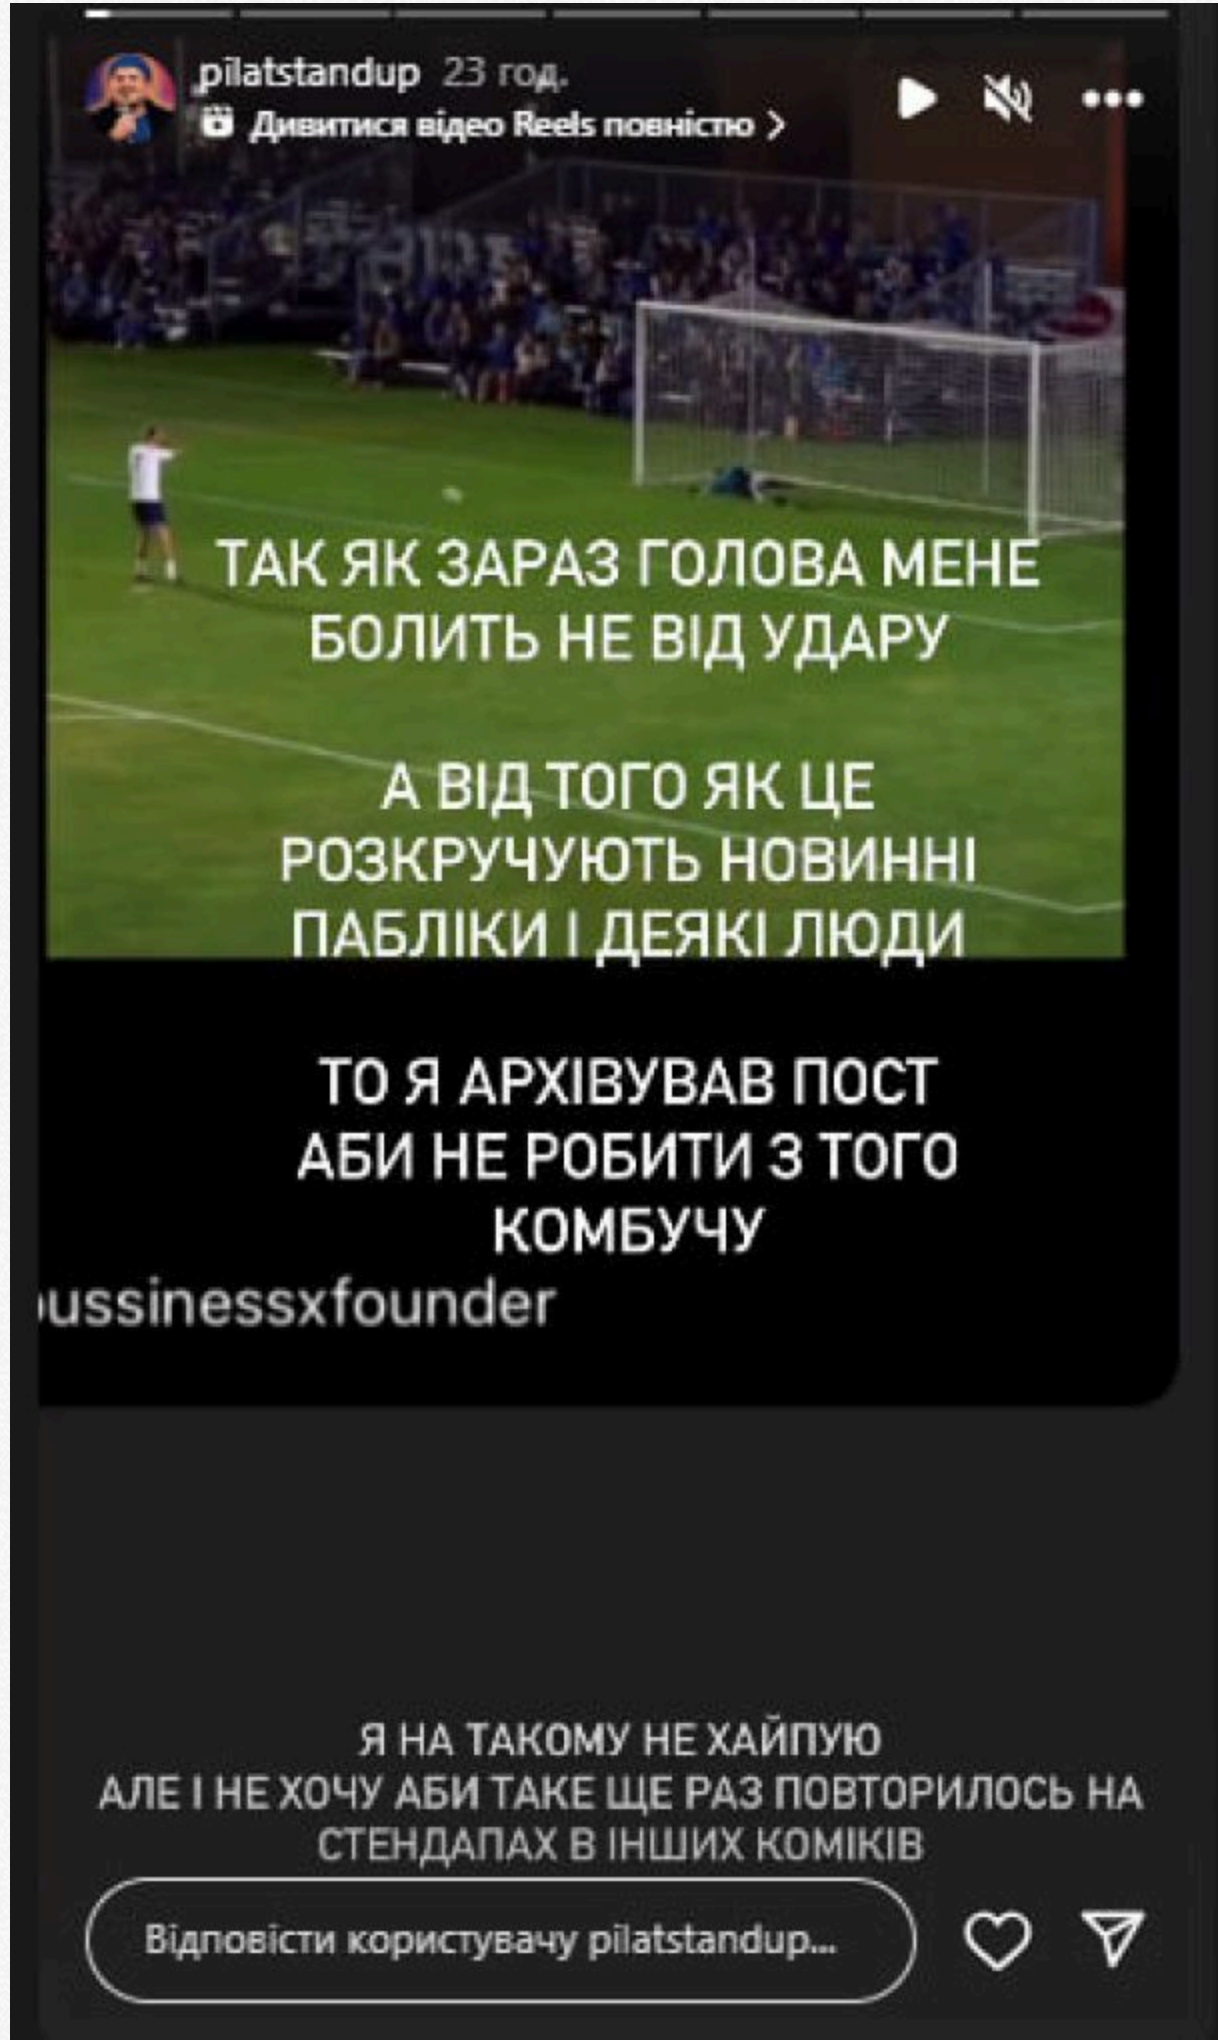 pilatstandup 23 год.
Дивитися відео Reels повністю >
ТАК ЯК ЗАРАЗ ГОЛОВА МЕНЕ
БОЛИТЬ НЕ ВІД УДАРУ
А ВІД ТОГО ЯК ЦЕ
РОЗКРУЧУЮТЬ НОВИННІ
ПАБЛІКИ І ДЕЯКІ ЛЮДИ
ТО Я АРХІВУВАВ ПОСТ
АБИ НЕ РОБИТИ З ТОГО
КОМБУЧУ
ussinessxfounder
Я НА ТАКОМУ НЕ ХАЙПУЮ
АЛЕ І НЕ ХОЧУ АБИ ТАКЕ ЩЕ РАЗ ПОВТОРИЛОСЬ НА
СТЕНДАПАХ В ІНШИХ КОМІКІВ
Відповісти користувачу pilatstandup...